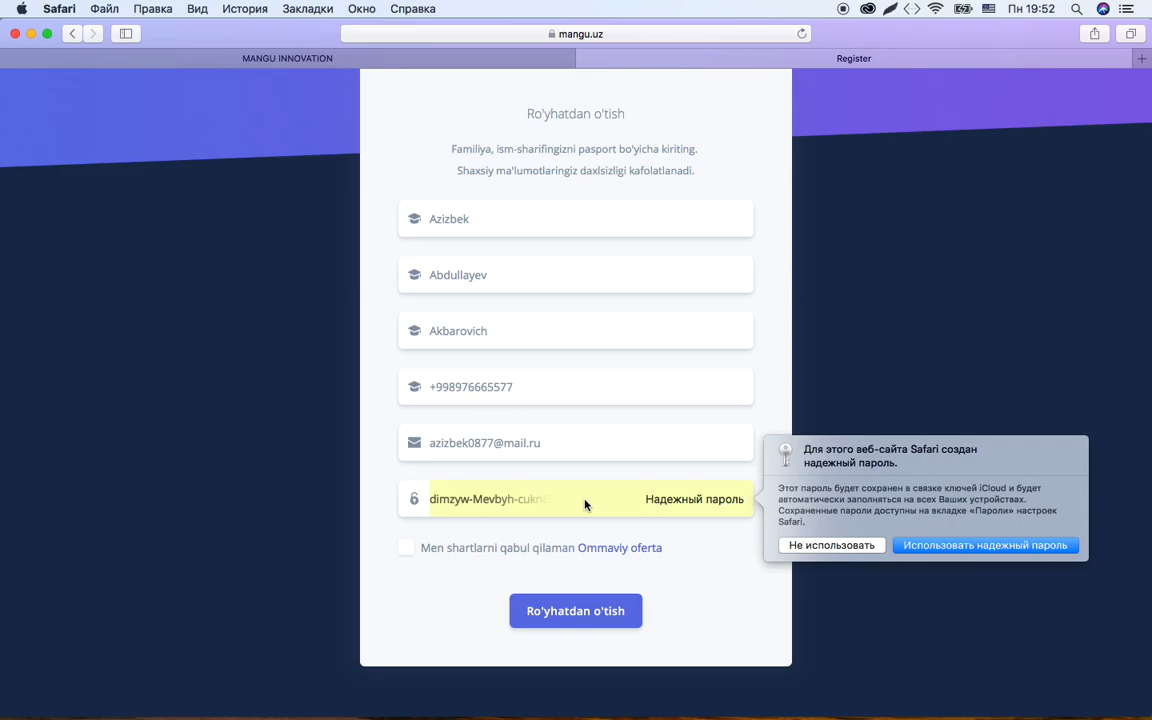 Safari Файл Правка Вид История Закладки Окно Справка Пн 19:52
mangu.uz
MANGU INNOVATION Register
Ro'yhatdan o'tish
Familiya, ism-sharifingizni pasport bo'yicha kiriting.
Shaxsiy ma'lumotlaringiz daxlsizligi kafolatlanadi.
Azizbek
Abdullayev
Akbarovich
+998976665577
azizbek0877@mail.ru
dimzyw-Mevbyh-cukni Надежный пароль
Для этого веб-сайта Safari создан
надежный пароль.
Этот пароль будет сохранен в связке ключей iCloud и будет
автоматически заполняться на всех Ваших устройствах.
Сохраненные пароли доступны на вкладке «Пароли» настроек
Safari.
Не использовать Использовать надежный пароль
Men shartlarni qabul qilaman Ommaviy oferta
Ro'yhatdan o'tish